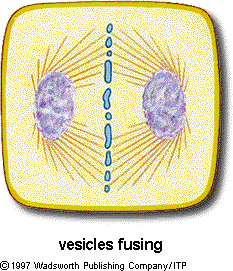 vesicles fusing
© 1997 Wadsworth Publishing Company/ITP